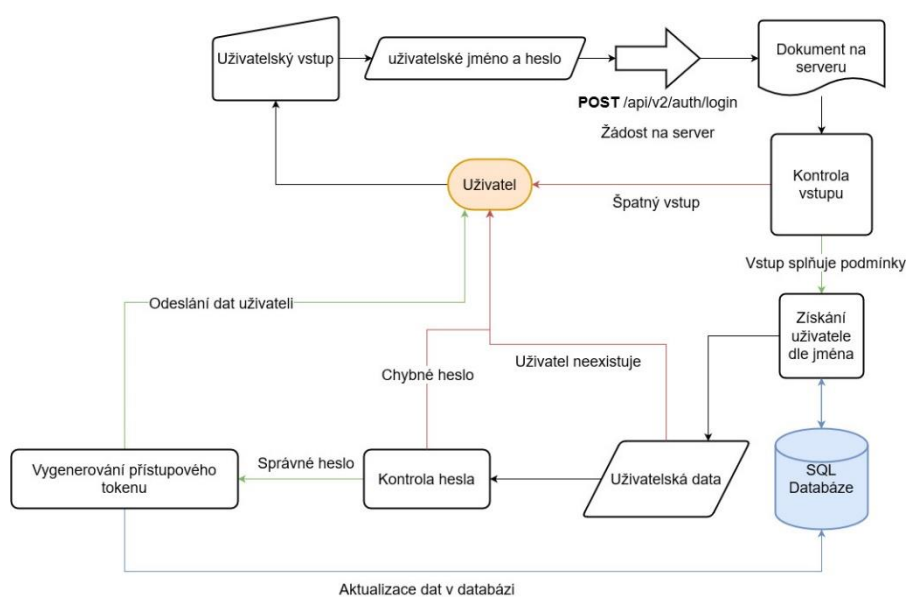 Uživatelský vstup
uživatelské jméno a heslo
Dokument na
serveru
POST /api/v2/auth/login
Žádost na server
Uživatel
Špatný vstup
Kontrola
vstupu
Vstup splňuje podmínky
Odeslání dat uživateli
Získání
uživatele
dle jména
Uživatel neexistuje
Chybné heslo
Vygenerování přístupového
tokenu
Správné heslo
Kontrola hesla
Uživatelská data
SQL
Databáze
Aktualizace dat v databázi